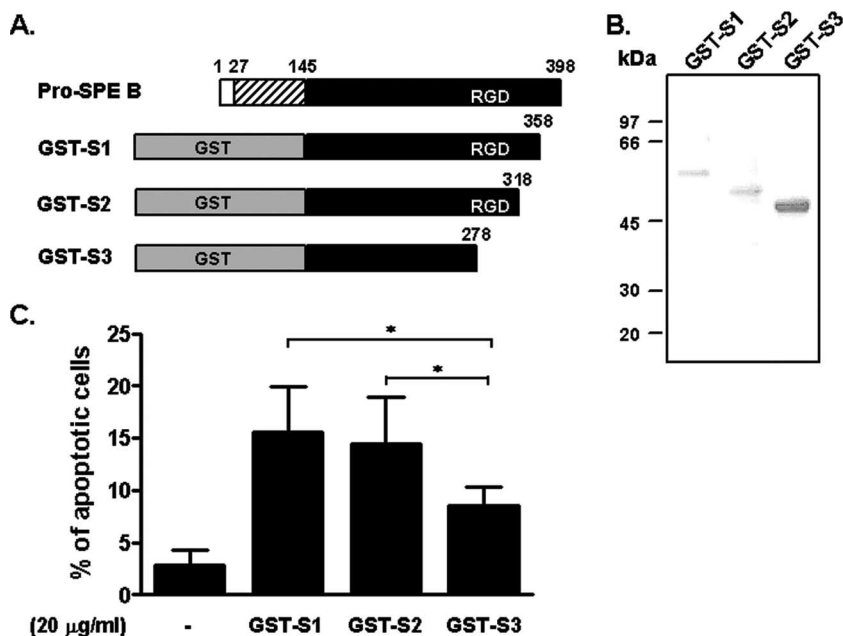 A.
1 27 145 398
Pro-SPE B RGD
358
GST-S1 GST RGD
318
GST-S2 GST RGD
278
GST-S3 GST
B.
GST-S1 GST-S2 GST-S3
kDa
97
66
45
30
20
C.
% of apoptotic cells
25
20
15
10
5
0
* 
*
(20 μg/ml) - GST-S1 GST-S2 GST-S3